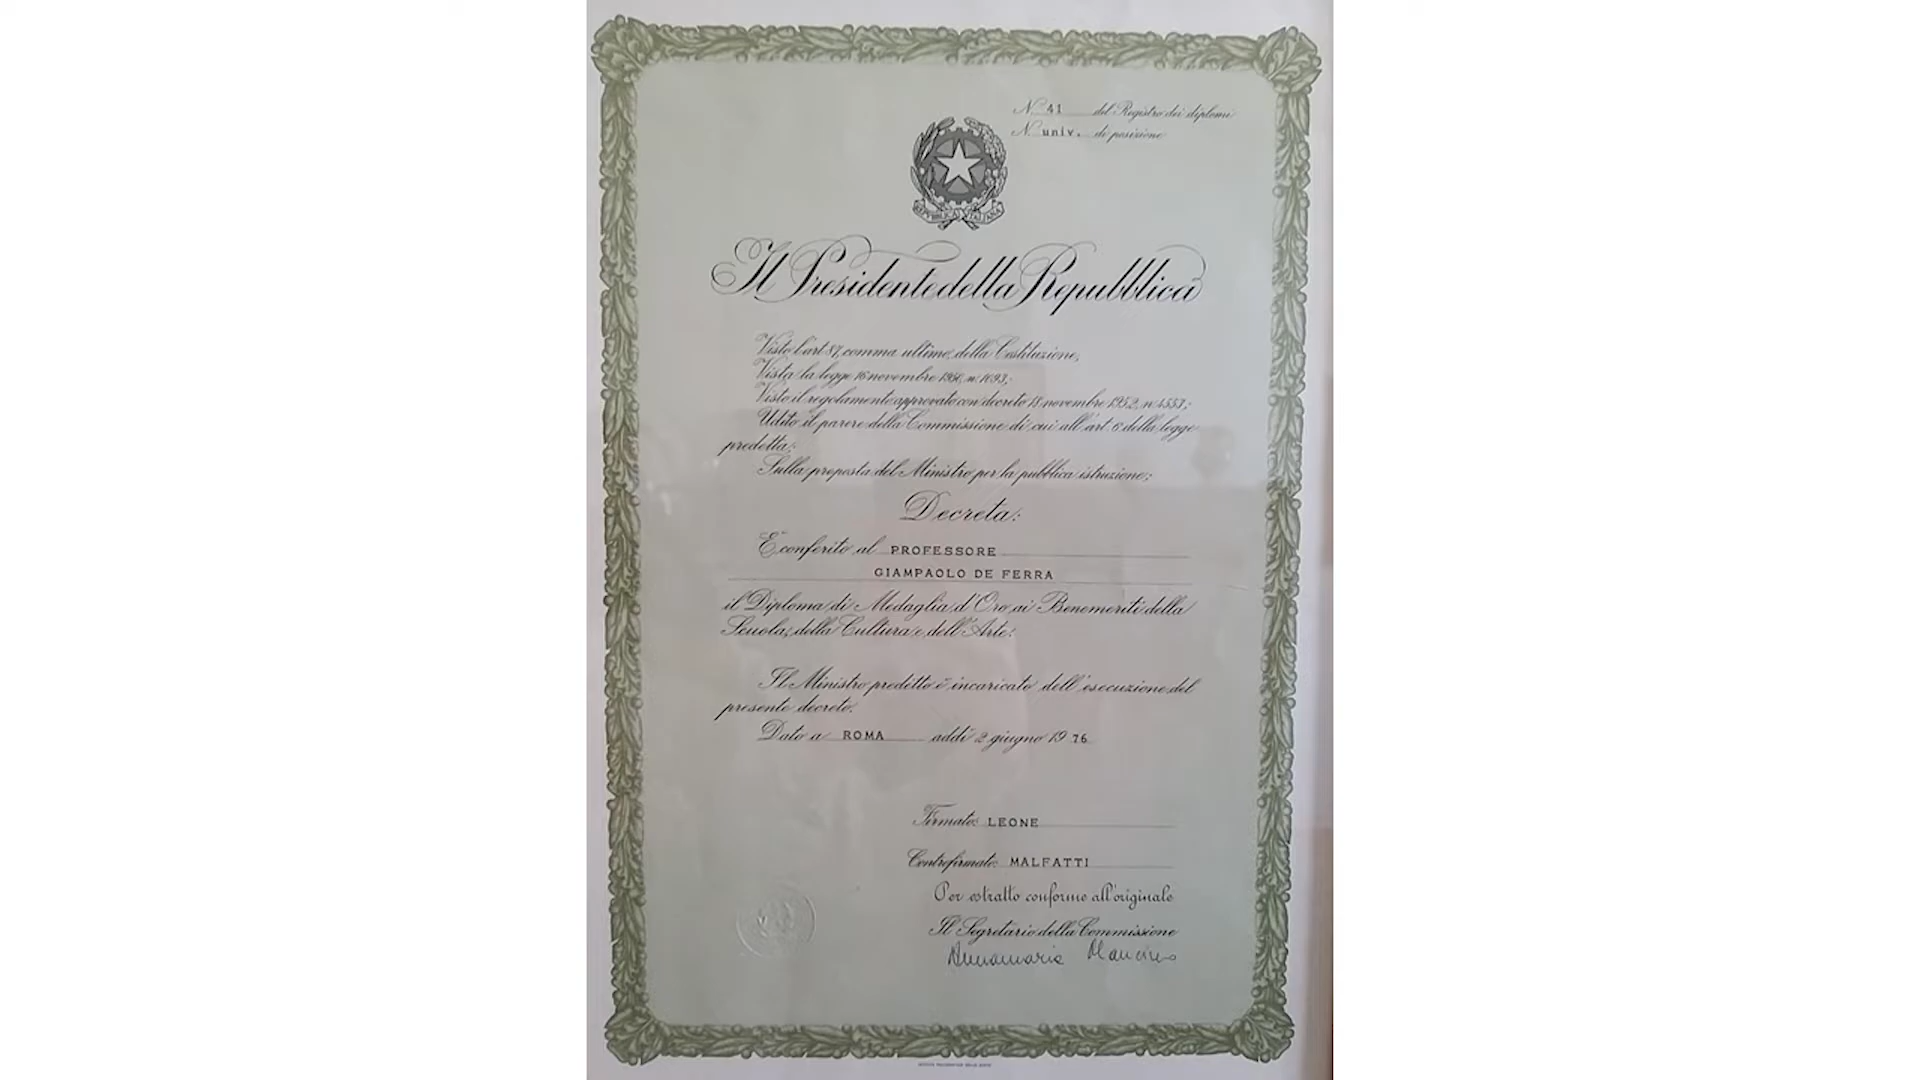 N. 41 del Registro dei diplomi
N. univ. di posizione
REPVBBLICA ITALIANA
Il Presidente della Repubblica
Visto l'art. 87, comma ultimo, della Costituzione;
Vista la legge 16 novembre 1950, n. 1093;
Visto il regolamento approvato con decreto 18 novembre 1952, n. 4553;
Udito il parere della Commissione di cui all'art. 6 della legge
predetta;
Sulla proposta del Ministro per la pubblica istruzione;
Decreta:
È conferito al PROFESSORE
GIAMPAOLO DE FERRA
il Diploma di Medaglia d'Oro ai Benemeriti della
Scuola, della Cultura e dell'Arte.
Il Ministro predetto è incaricato dell'esecuzione del
presente decreto.
Dato a ROMA addì 2 giugno 19 76
Firmato: LEONE
Controfirmato: MALFATTI
Per estratto conforme all'originale
Il Segretario della Commissione
Annamaria